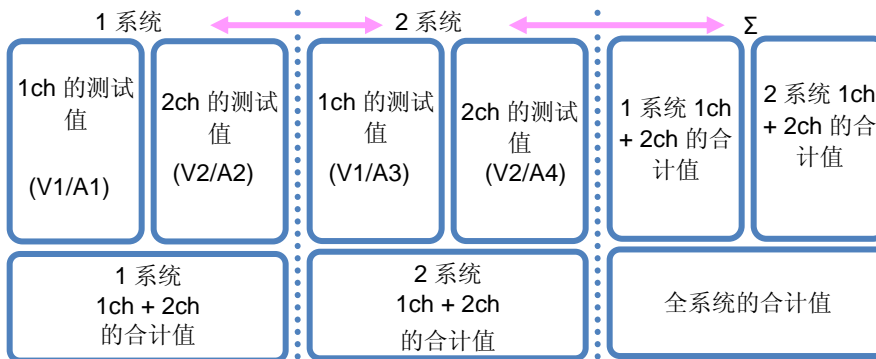 1 系统
2 系统
Σ
1ch 的测试
值
(V1/A1)
2ch 的测试
值
(V2/A2)
1ch 的测试
值
(V1/A3)
2ch 的测试
值
(V2/A4)
1 系统 1ch
+ 2ch 的合
计值
2 系统 1ch
+ 2ch 的合
计值
1 系统
1ch + 2ch
的合计值
2 系统
1ch + 2ch
的合计值
全系统的合计值